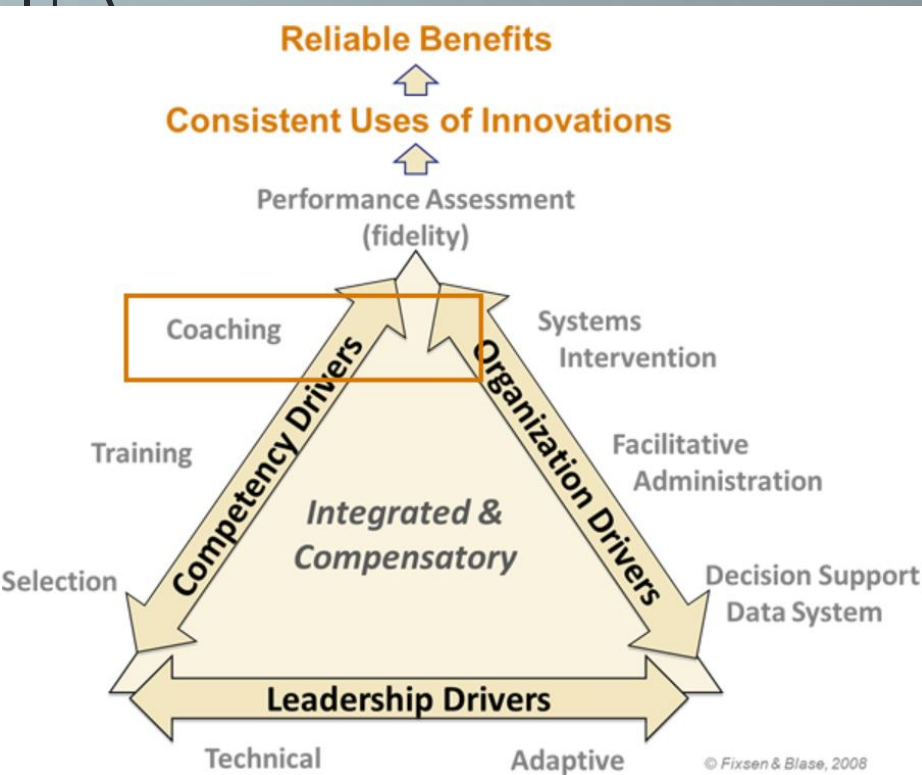 Reliable Benefits
Consistent Uses of Innovations
Performance Assessment
(fidelity)
Coaching
Training
Selection
Competency Drivers
Integrated &
Compensatory
Organization Drivers
Systems
Intervention
Facilitative
Administration
Decision Support
Data System
Leadership Drivers
Technical
Adaptive
© Fixsen & Blase, 2008